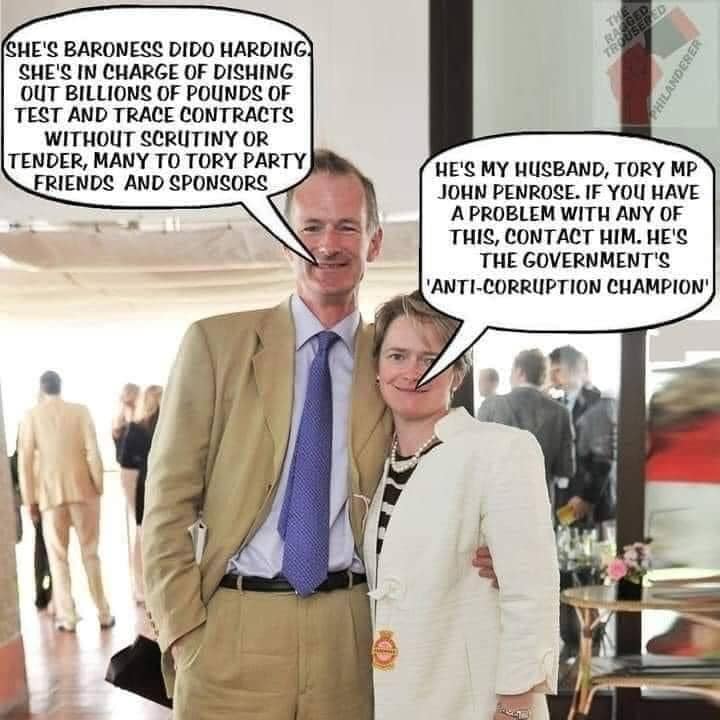 SHE'S BARONESS DIDO HARDING.
SHE'S IN CHARGE OF DISHING
OUT BILLIONS OF POUNDS OF
TEST AND TRACE CONTRACTS
WITHOUT SCRUTINY OR
TENDER, MANY TO TORY PARTY
FRIENDS AND SPONSORS
HE'S MY HUSBAND, TORY MP
JOHN PENROSE. IF YOU HAVE
A PROBLEM WITH ANY OF
THIS, CONTACT HIM. HE'S
THE GOVERNMENT'S
'ANTI-CORRUPTION CHAMPION'
THE
RAGGED
TROUSERED
PHILANDERER